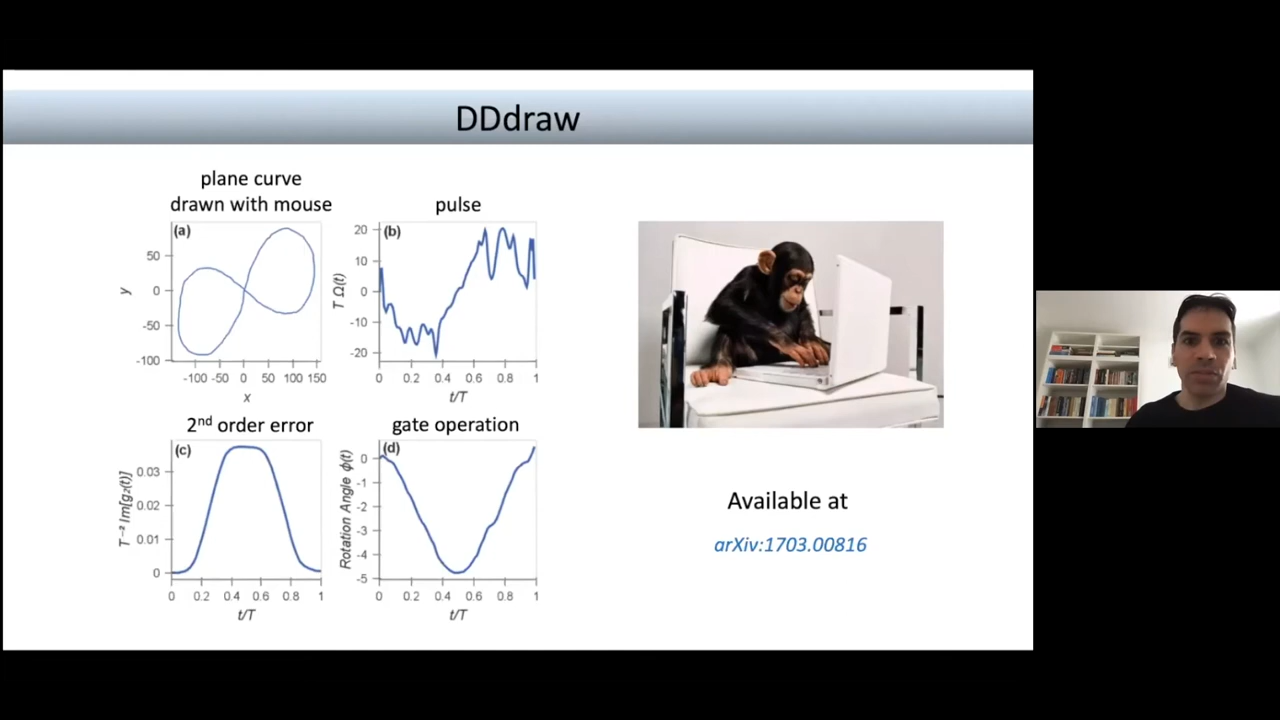 DDdraw
plane curve
drawn with mouse
pulse
(a)
50
0
-50
-100
y
-100 -50 0 50 100 150
x
(b)
20
10
0
-10
-20
T Ω(t)
0 0.2 0.4 0.6 0.8 1
t/T
2nd order error
gate operation
(c)
0.03
0.02
0.01
0
T⁻² Im[g₂(t)]
0 0.2 0.4 0.6 0.8 1
t/T
(d)
0
-1
-2
-3
-4
-5
Rotation Angle ϕ(t)
0 0.2 0.4 0.6 0.8 1
t/T
Available at
arXiv:1703.00816